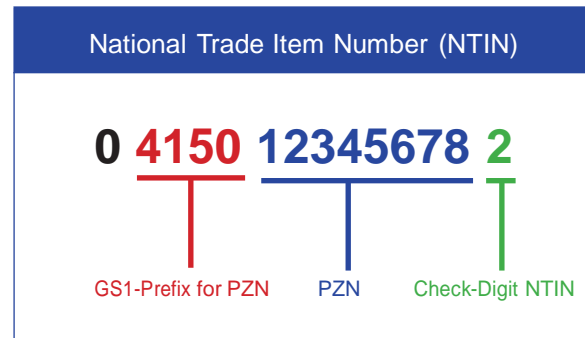 National Trade Item Number (NTIN)
0 4150 12345678 2
GS1-Prefix for PZN PZN Check-Digit NTIN